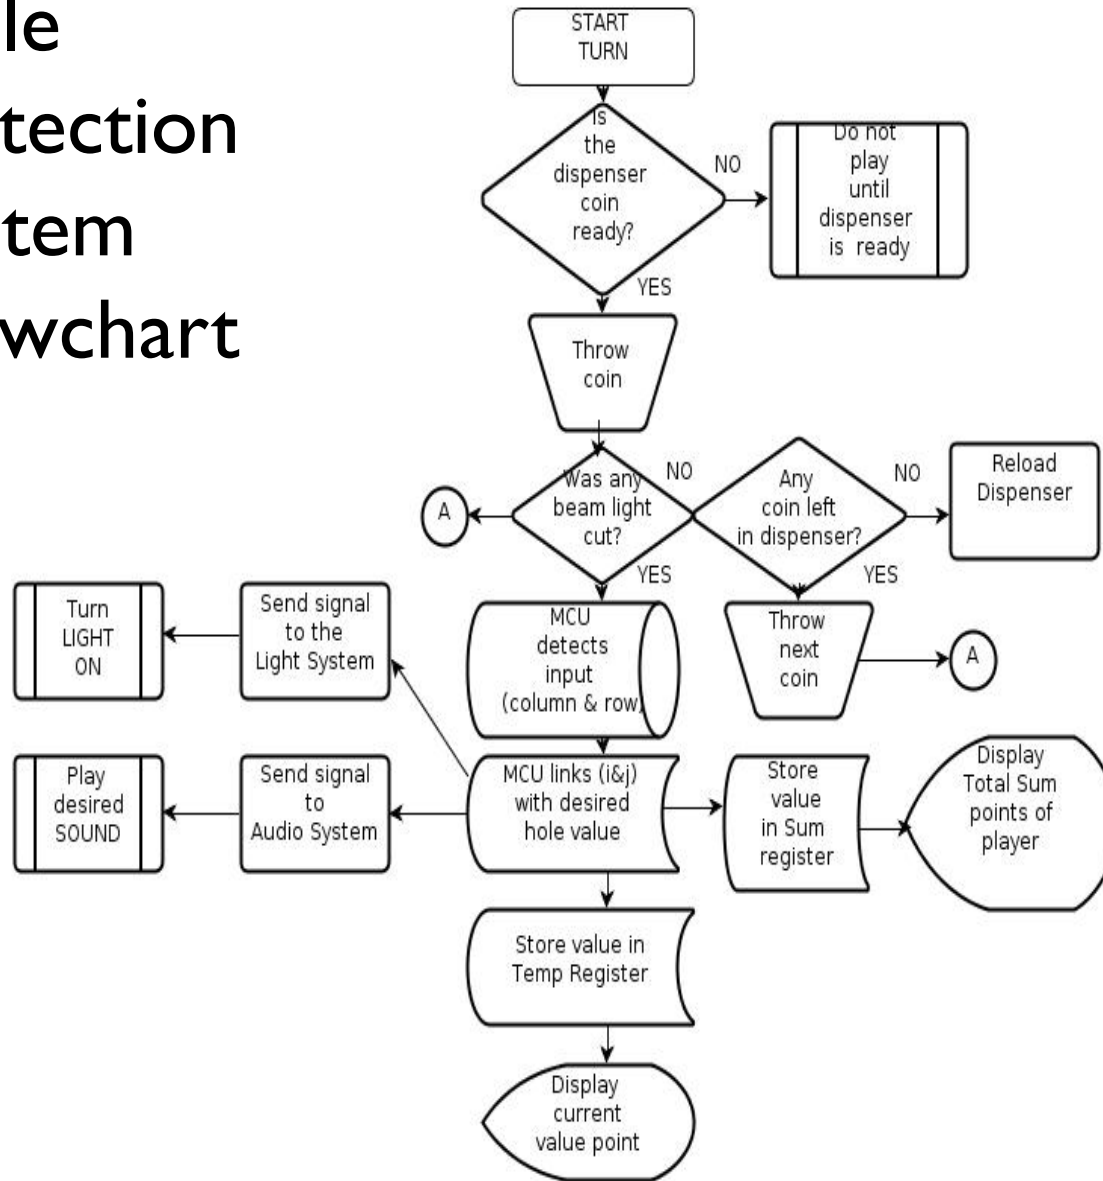 le
tection
tem
wchart
START
TURN
Is
the
dispenser
coin
ready?
NO
Do not
play
until
dispenser
is ready
YES
Throw
coin
Was any
beam light
cut?
NO
A
Any
coin left
in dispenser?
NO
Reload
Dispenser
YES
YES
Turn
LIGHT
ON
Send signal
to the
Light System
MCU
detects
input
(column & row)
Throw
next
coin
A
Play
desired
SOUND
Send signal
to
Audio System
MCU links (i&j)
with desired
hole value
Store
value
in Sum
register
Display
Total Sum
points of
player
Store value in
Temp Register
Display
current
value point